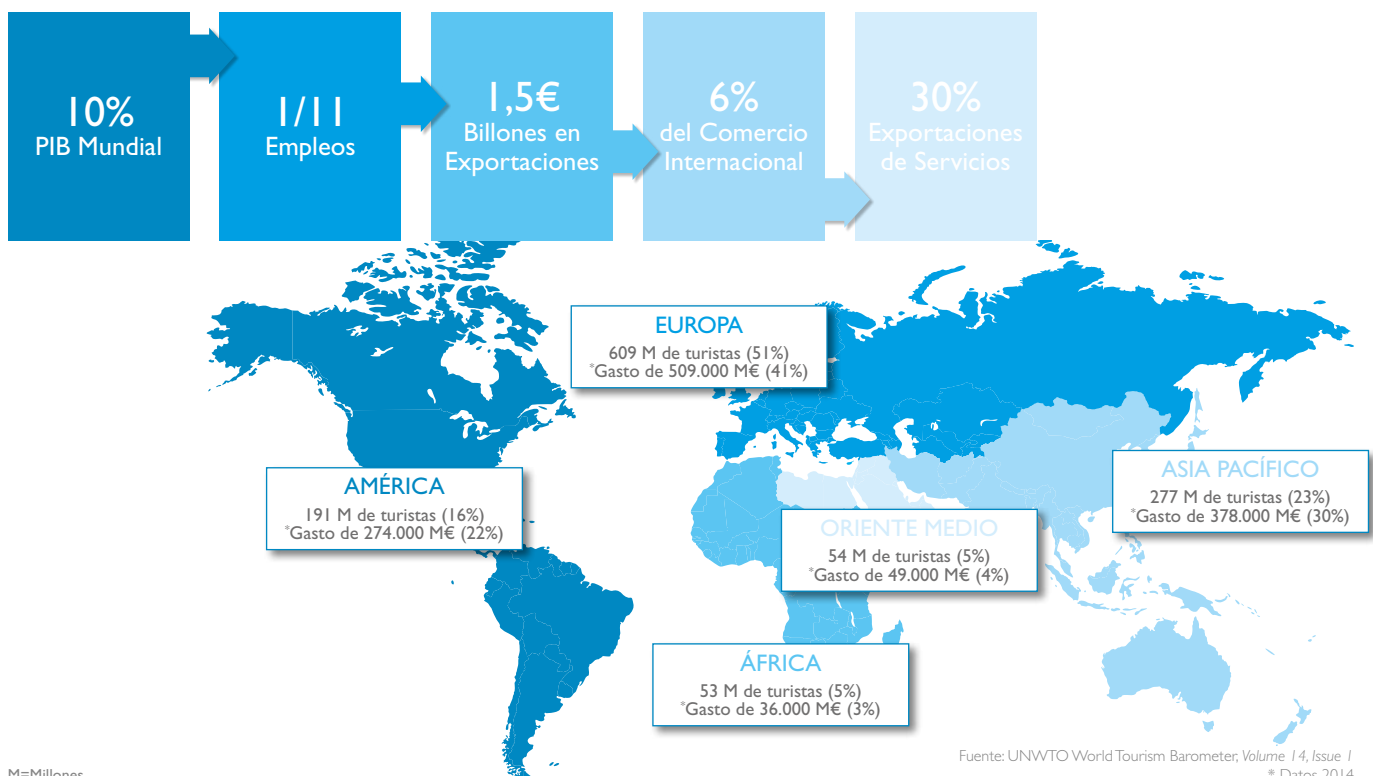 10%
PIB Mundial
1/11
Empleos
1,5€
Billones en
Exportaciones
6%
del Comercio
Internacional
30%
Exportaciones
de Servicios
EUROPA
609 M de turistas (51%)
*Gasto de 509.000 M€ (41%)
AMÉRICA
191 M de turistas (16%)
*Gasto de 274.000 M€ (22%)
ASIA PACÍFICO
277 M de turistas (23%)
*Gasto de 378.000 M€ (30%)
ORIENTE MEDIO
54 M de turistas (5%)
*Gasto de 49.000 M€ (4%)
ÁFRICA
53 M de turistas (5%)
*Gasto de 36.000 M€ (3%)
Fuente: UNWTO World Tourism Barometer, Volume 14, Issue 1
M=Millones
* Datos 2014